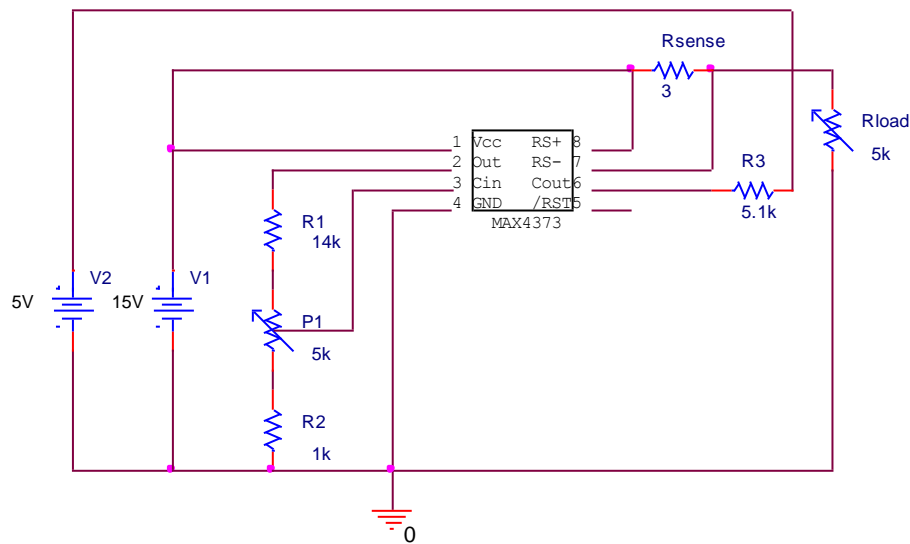 Rsense
3
Rload
5k
1 Vcc RS+ 8
2 Out RS- 7
3 Cin Cout 6
4 GND /RST 5
MAX4373
R3
5.1k
R1
14k
V2
5V
V1
15V
P1
5k
R2
1k
0